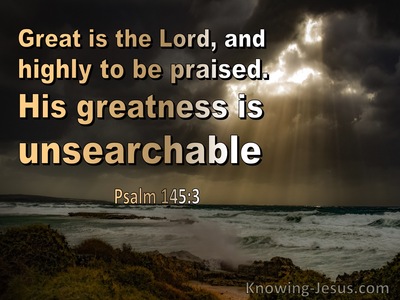 Great is the Lord, and
highly to be praised.
His greatness is
unsearchable
Psalm 145:3
Knowing-Jesus.com